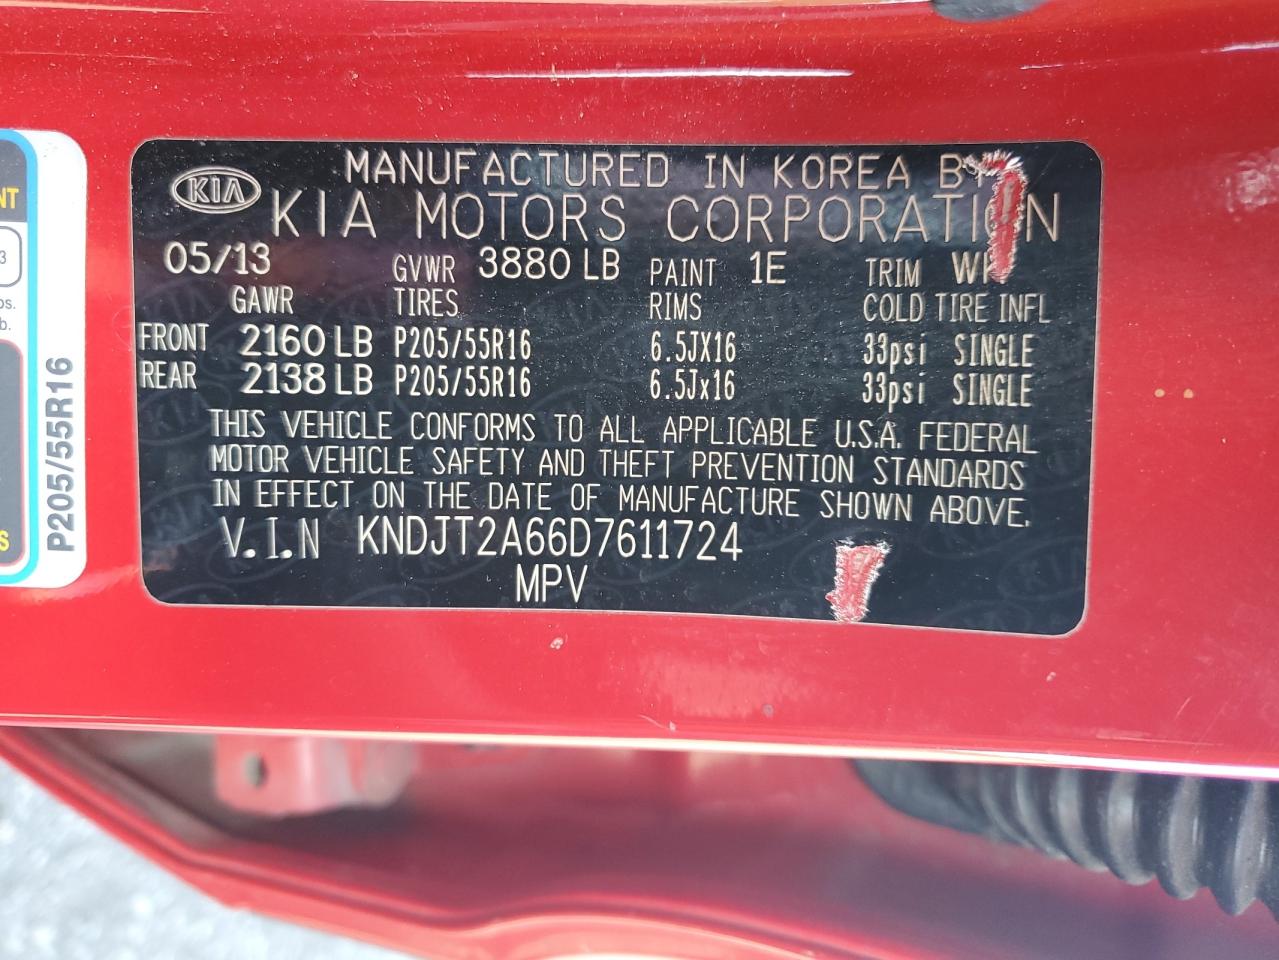 KIA
MANUFACTURED IN KOREA
KIA MOTORS CORPORATION
05/13 GVWR 3880 LB PAINT 1E TRIM
GAWR TIRES RIMS COLD TIRE INFL
FRONT 2160 LB P205/55R16 6.5JX16 33psi SINGLE
REAR 2138 LB P205/55R16 6.5Jx16 33psi SINGLE
THIS VEHICLE CONFORMS TO ALL APPLICABLE U.S.A. FEDERAL
MOTOR VEHICLE SAFETY AND THEFT PREVENTION STANDARDS
IN EFFECT ON THE DATE OF MANUFACTURE SHOWN ABOVE.
V.I.N KNDJT2A66D7611724
MPV
P205/55R16